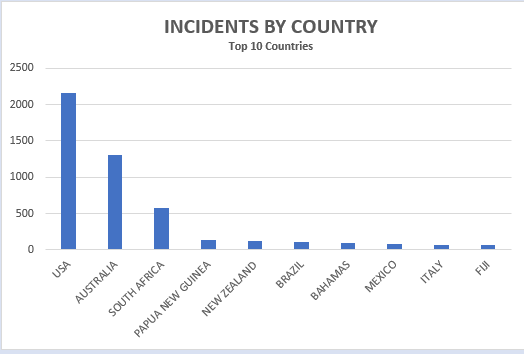 INCIDENTS BY COUNTRY
Top 10 Countries
2500
2000
1500
1000
500
0
USA
AUSTRALIA
SOUTH AFRICA
PAPUA NEW GUINEA
NEW ZEALAND
BRAZIL
BAHAMAS
MEXICO
ITALY
FIJI